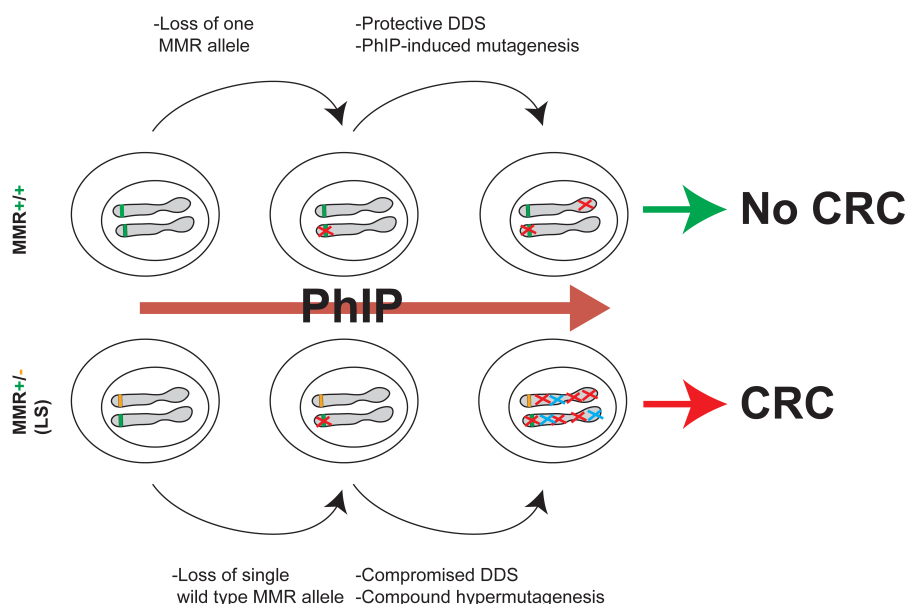 -Loss of one
MMR allele
-Protective DDS
-PhIP-induced mutagenesis
MMR+/+
No CRC
PhIP
MMR+/-
(LS)
CRC
-Loss of single
wild type MMR allele
-Compromised DDS
-Compound hypermutagenesis